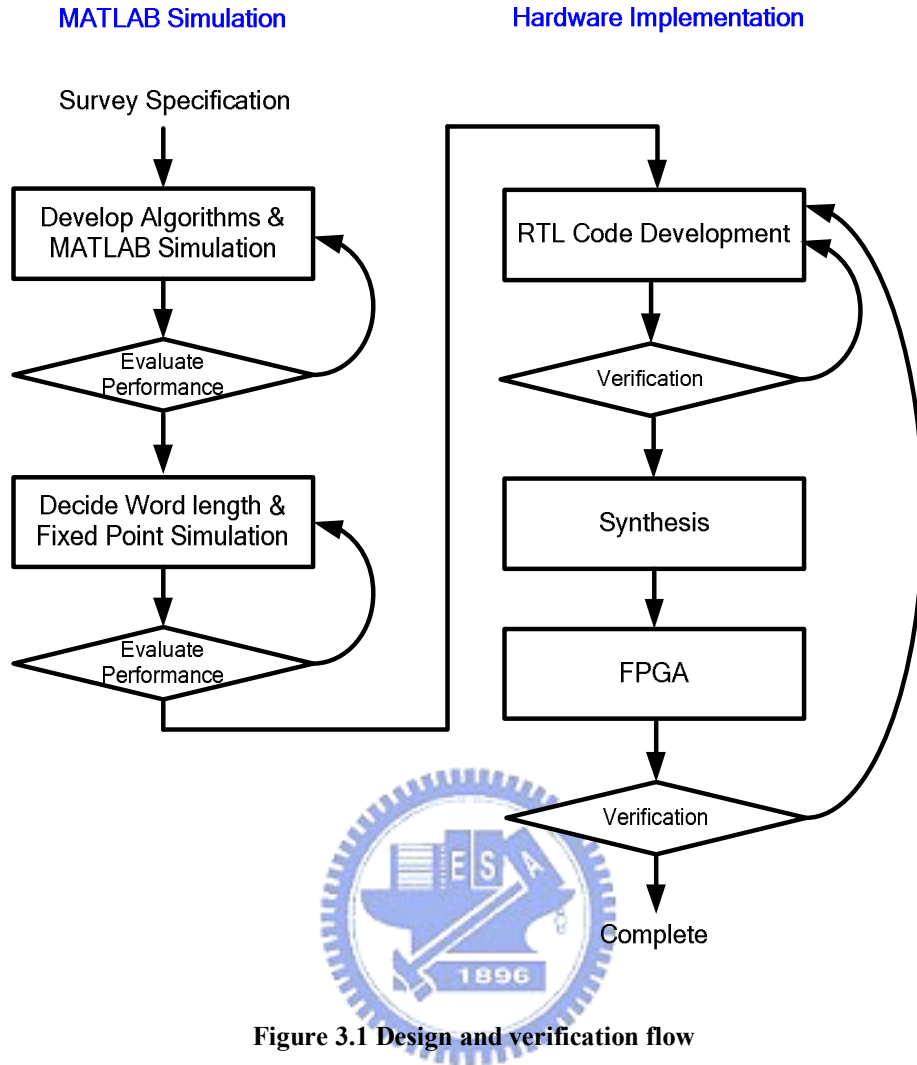 MATLAB Simulation
Survey Specification
Develop Algorithms &
MATLAB Simulation
Evaluate
Performance
Decide Word length &
Fixed Point Simulation
Evaluate
Performance
Hardware Implementation
RTL Code Development
Verification
Synthesis
FPGA
Verification
Complete
E S A
1896
Figure 3.1 Design and verification flow